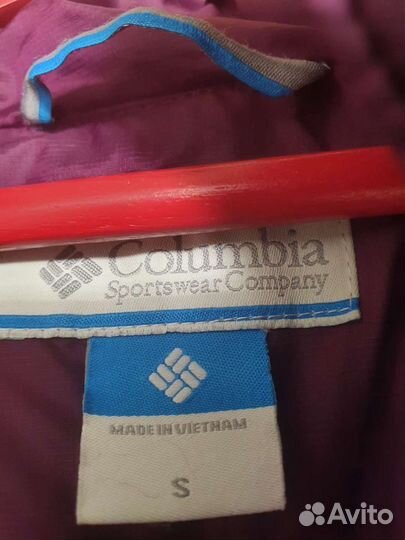 Columbia
Sportswear Company
MADE IN VIETNAM
S
Avito